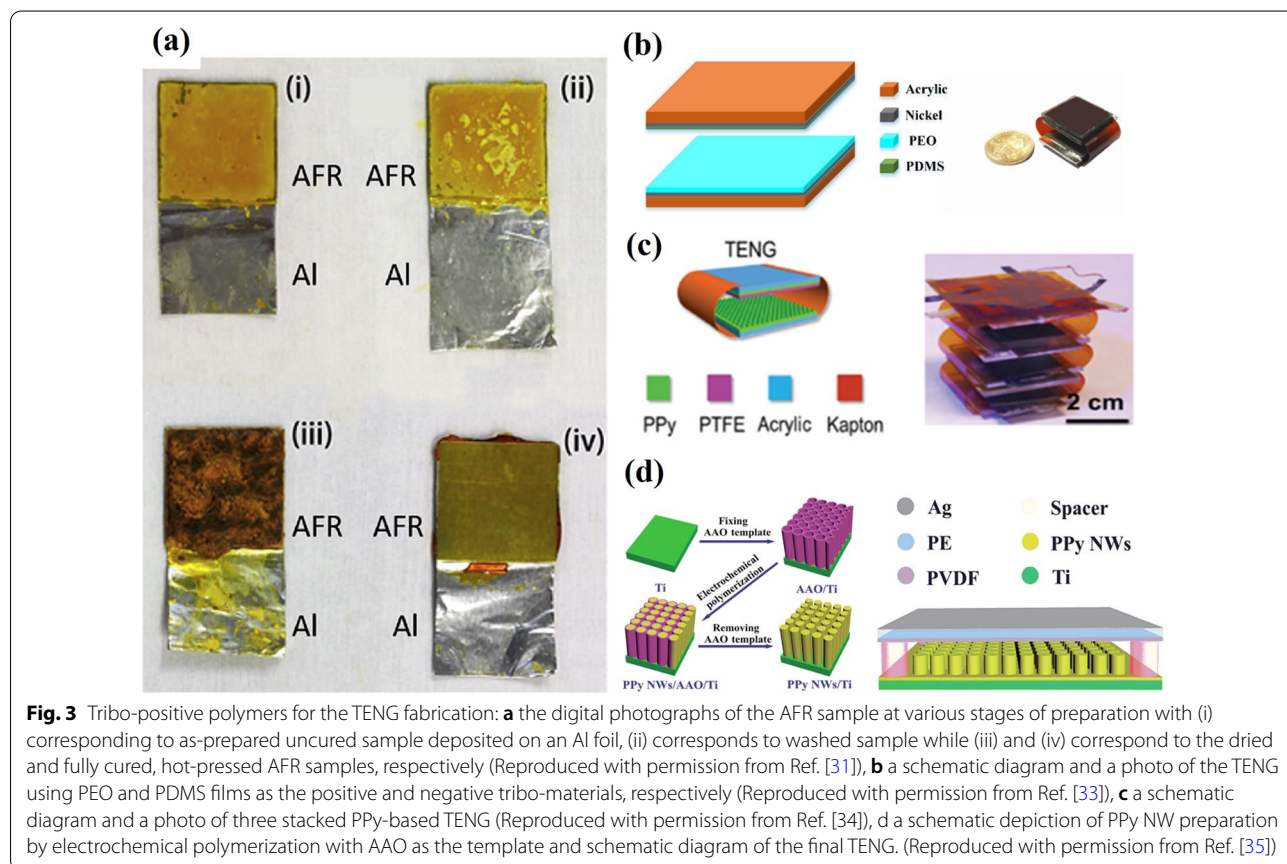 (a)
(i)
(ii)
AFR
AFR
Al
Al
(iii)
(iv)
AFR
AFR
Al
Al
(b)
Acrylic
Nickel
PEO
PDMS
(c)
TENG
PPy
PTFE
Acrylic
Kapton
2 cm
(d)
Fixing
AAO template
Ti
AAO/Ti
Electrochemical
polymerization
Removing
AAO template
PPy NWs/AAO/Ti
PPy NWs/Ti
Ag
Spacer
PE
PPy NWs
PVDF
Ti
Fig. 3 Tribo-positive polymers for the TENG fabrication: a the digital photographs of the AFR sample at various stages of preparation with (i)
corresponding to as-prepared uncured sample deposited on an Al foil, (ii) corresponds to washed sample while (iii) and (iv) correspond to the dried
and fully cured, hot-pressed AFR samples, respectively (Reproduced with permission from Ref. [31]), b a schematic diagram and a photo of the TENG
using PEO and PDMS films as the positive and negative tribo-materials, respectively (Reproduced with permission from Ref. [33]), c a schematic
diagram and a photo of three stacked PPy-based TENG (Reproduced with permission from Ref. [34]), d a schematic depiction of PPy NW preparation
by electrochemical polymerization with AAO as the template and schematic diagram of the final TENG. (Reproduced with permission from Ref. [35])